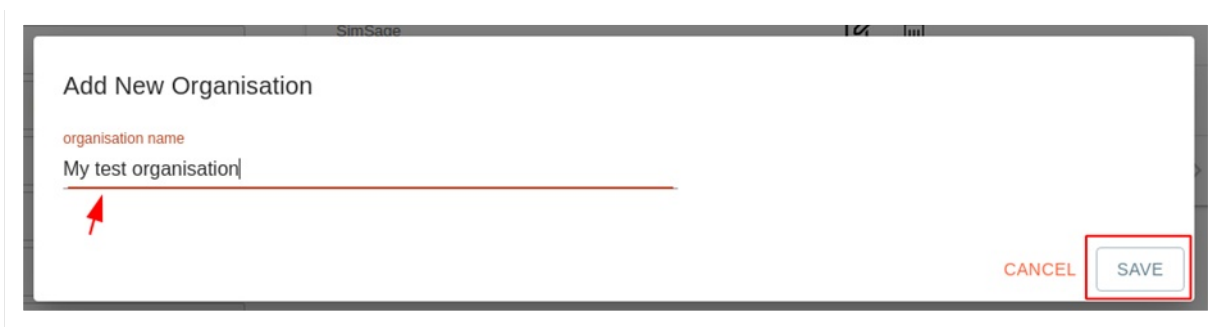 SimSage
Add New Organisation
organisation name
My test organisation
CANCEL SAVE